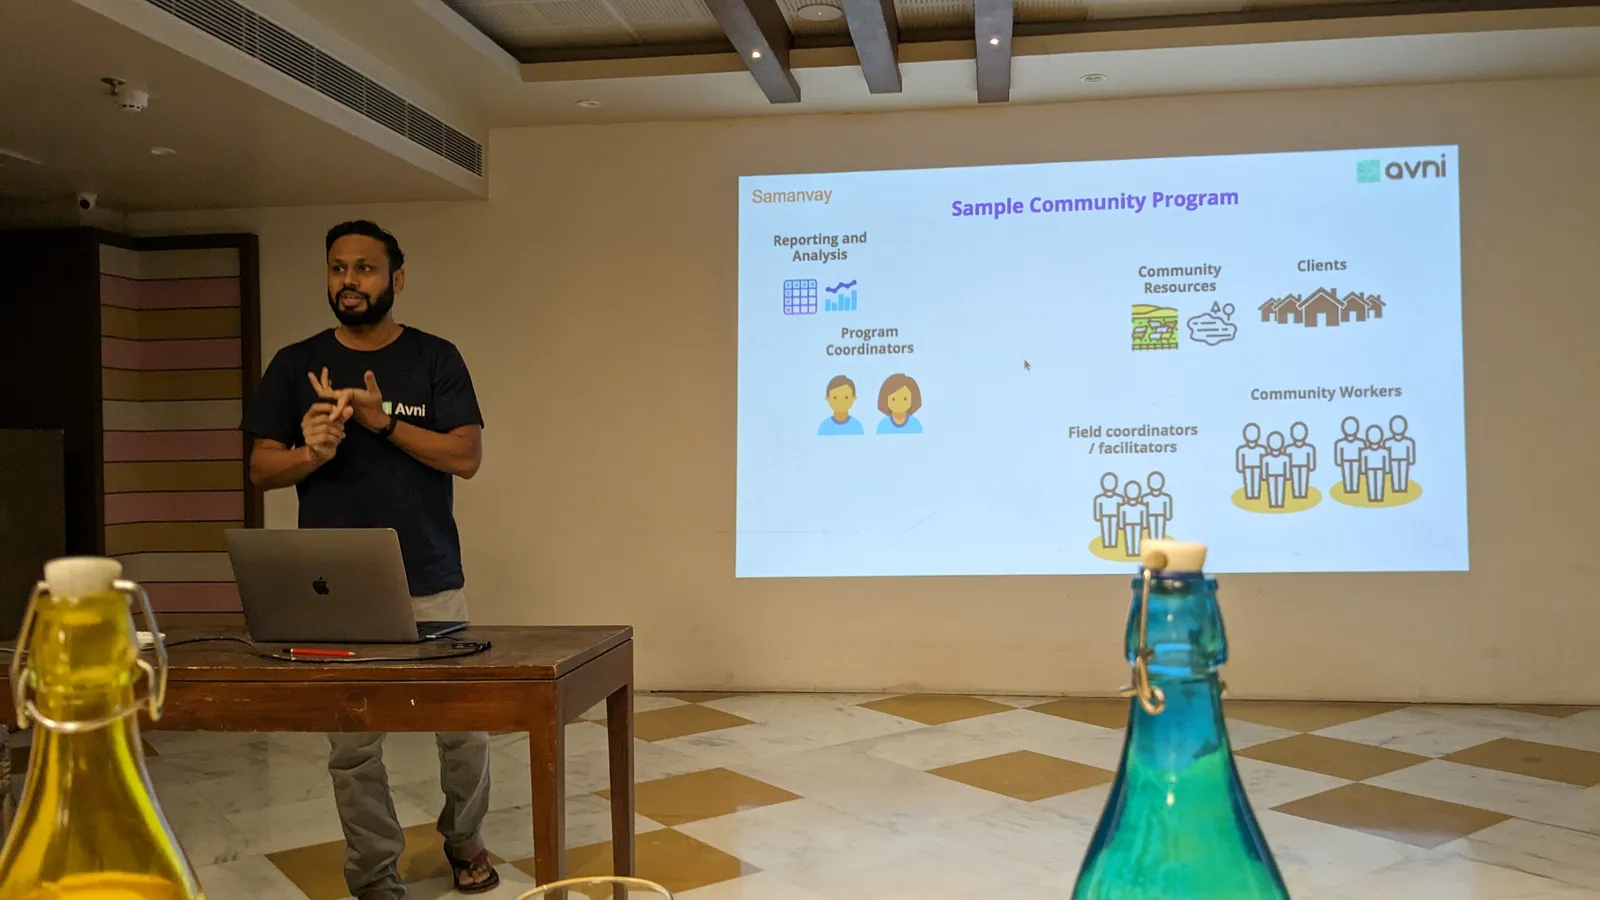 Samanvay
avni
Sample Community Program
Reporting and
Analysis
Program
Coordinators
Community
Resources
Clients
Community Workers
Field coordinators
/ facilitators
Avni